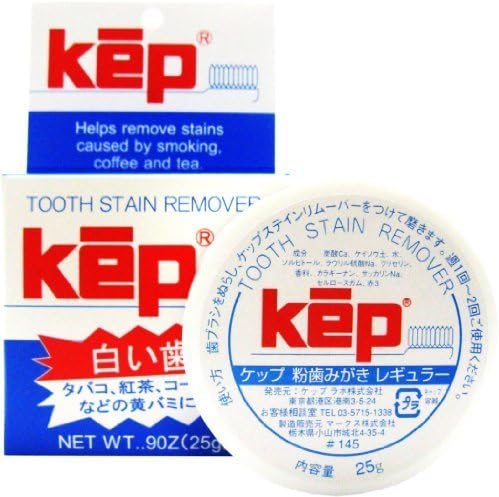 kēp®
Helps remove stains
caused by smoking,
coffee and tea.
TOOTH STAIN REMOVER
kēp®
白い歯
タバコ、紅茶、コー
などの黄バミに
NET WT..90Z(25g
使い方 歯ブラシをぬらし、ケップステインリムーバーをつけて磨きます。週1回~2回ご使用ください。
TOOTH STAIN REMOVER
成分 炭酸Ca、ケイソウ土、水、
ソルビトール、ラウリル硫酸Na、グリセリン、
香料、カラギーナン、サッカリンNa、
セルロースガム、赤3
kēp®
ケップ 粉歯みがき レギュラー
発売元：ケップ ラボ株式会社
東京都港区港南3-5-24
お客様相談室 TEL 03-5715-1338
製造販売元 マークス株式会社
栃木県小山市城北4-35-4
#145
プラ
内容量 25g